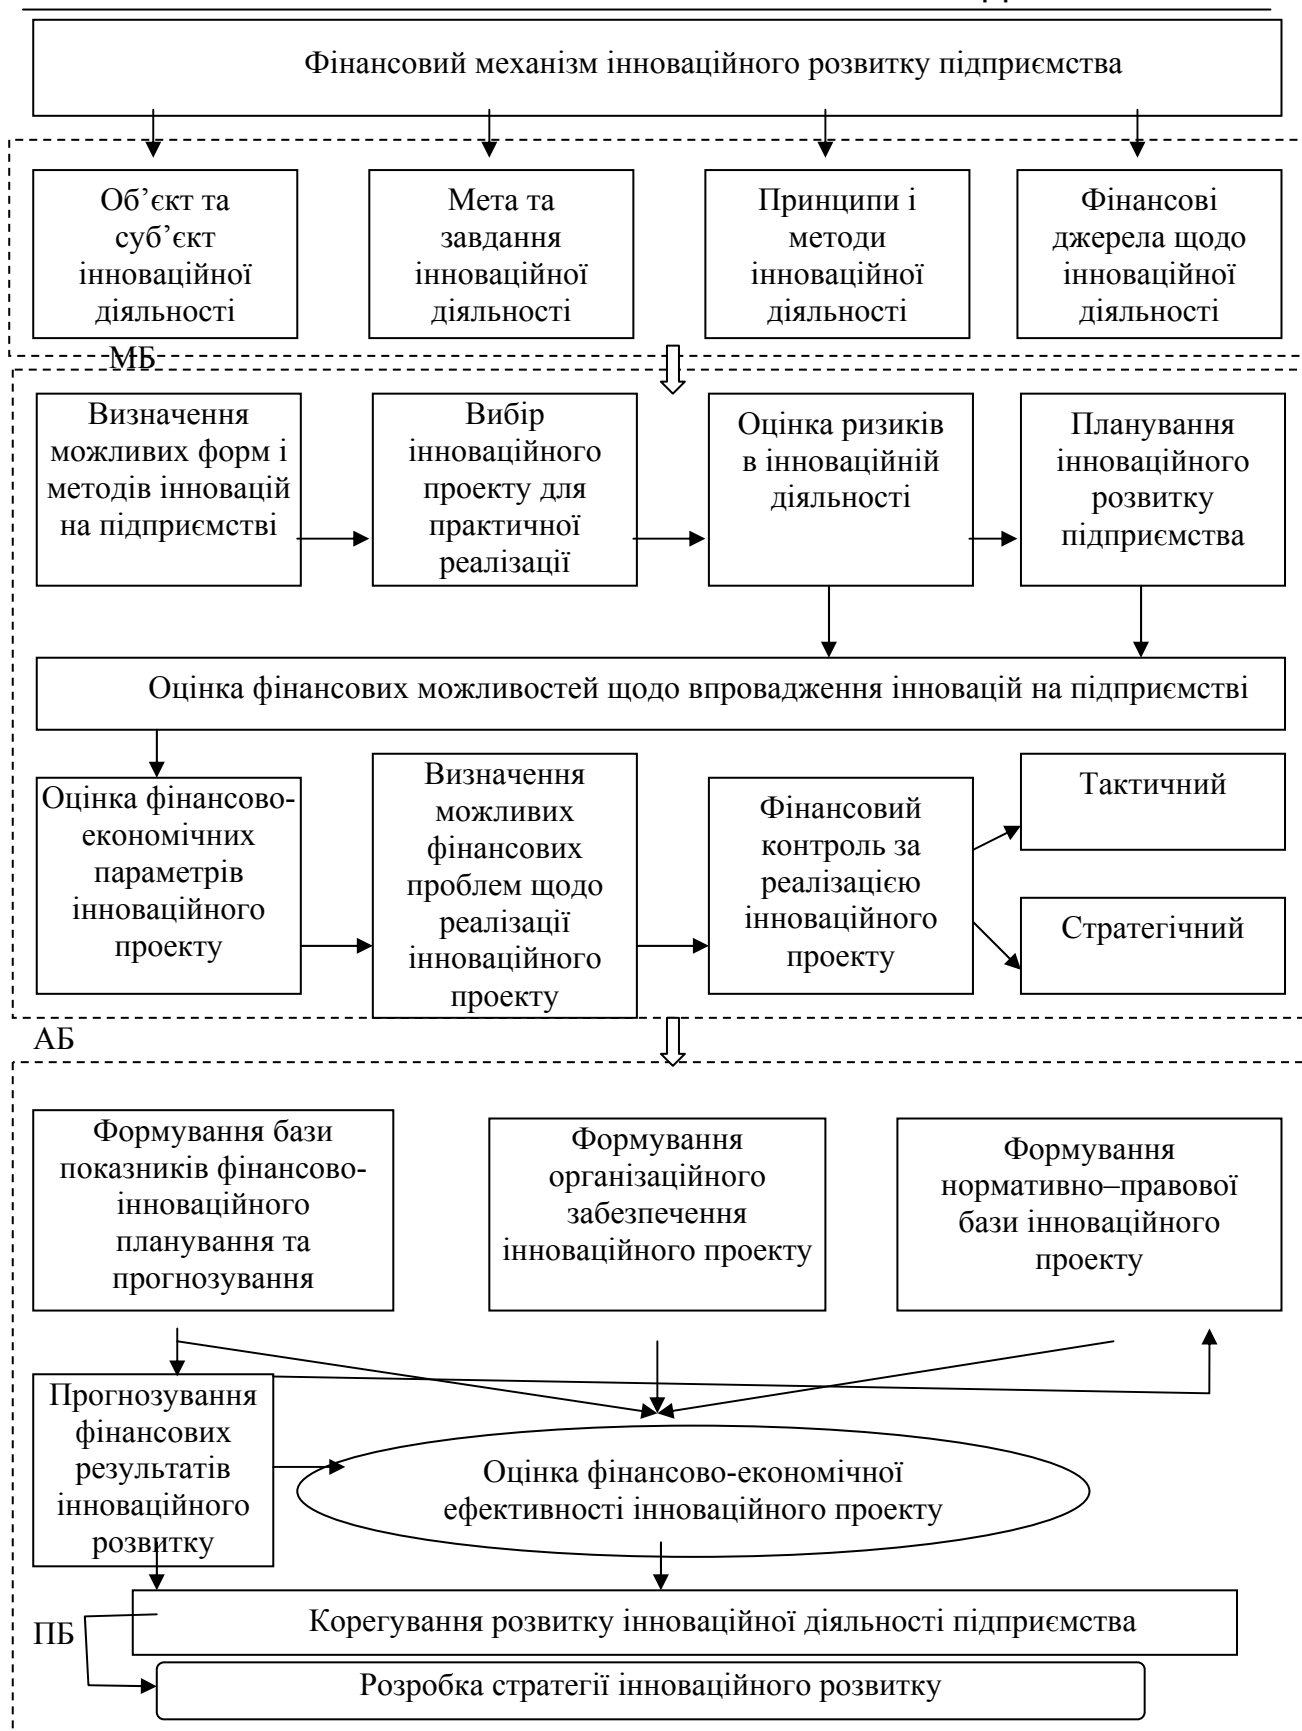 Фінансовий механізм інноваційного розвитку підприємства
Об’єкт та
суб’єкт
інноваційної
діяльності
Мета та
завдання
інноваційної
діяльності
Принципи і
методи
інноваційної
діяльності
Фінансові
джерела щодо
інноваційної
діяльності
МБ
Визначення
можливих форм і
методів інновацій
на підприємстві
Вибір
інноваційного
проекту для
практичної
реалізації
Оцінка ризиків
в інноваційній
діяльності
Планування
інноваційного
розвитку
підприємства
Оцінка фінансових можливостей щодо впровадження інновацій на підприємстві
Оцінка фінансово-
економічних
параметрів
інноваційного
проекту
Визначення
можливих
фінансових
проблем щодо
реалізації
інноваційного
проекту
Фінансовий
контроль за
реалізацією
інноваційного
проекту
Тактичний
Стратегічний
АБ
Формування бази
показників фінансово-
інноваційного
планування та
прогнозування
Формування
організаційного
забезпечення
інноваційного проекту
Формування
нормативно–правової
бази інноваційного
проекту
Прогнозування
фінансових
результатів
інноваційного
розвитку
Оцінка фінансово-економічної
ефективності інноваційного проекту
Корегування розвитку інноваційної діяльності підприємства
ПБ
Розробка стратегії інноваційного розвитку